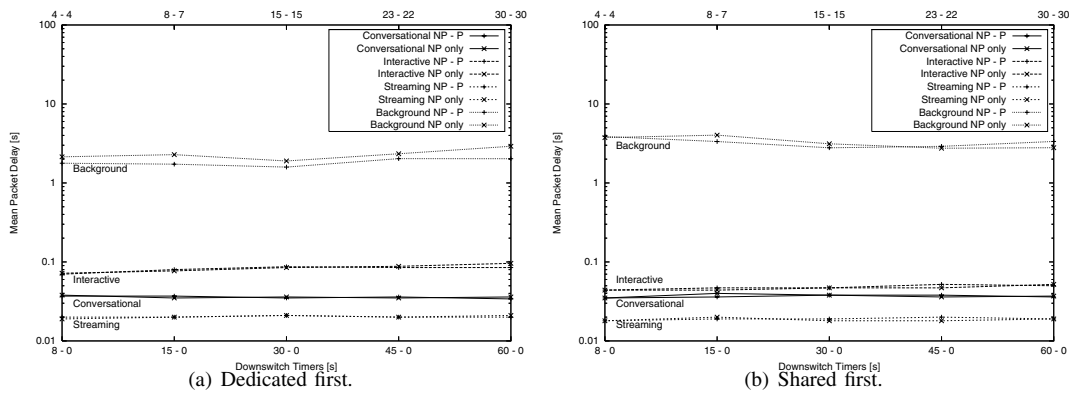 4 - 4 8 - 7 15 - 15 23 - 22 30 - 30
100
10
1
0.1
0.01
Mean Packet Delay [s]
Conversational NP - P
Conversational NP only
Interactive NP - P
Interactive NP only
Streaming NP - P
Streaming NP only
Background NP - P
Background NP only
Background
Interactive
Conversational
Streaming
8 - 0 15 - 0 30 - 0 45 - 0 60 - 0
Downswitch Timers [s]
(a) Dedicated first.
4 - 4 8 - 7 15 - 15 23 - 22 30 - 30
100
10
1
0.1
0.01
Mean Packet Delay [s]
Conversational NP - P
Conversational NP only
Interactive NP - P
Interactive NP only
Streaming NP - P
Streaming NP only
Background NP - P
Background NP only
Background
Interactive
Conversational
Streaming
8 - 0 15 - 0 30 - 0 45 - 0 60 - 0
Downswitch Timers [s]
(b) Shared first.